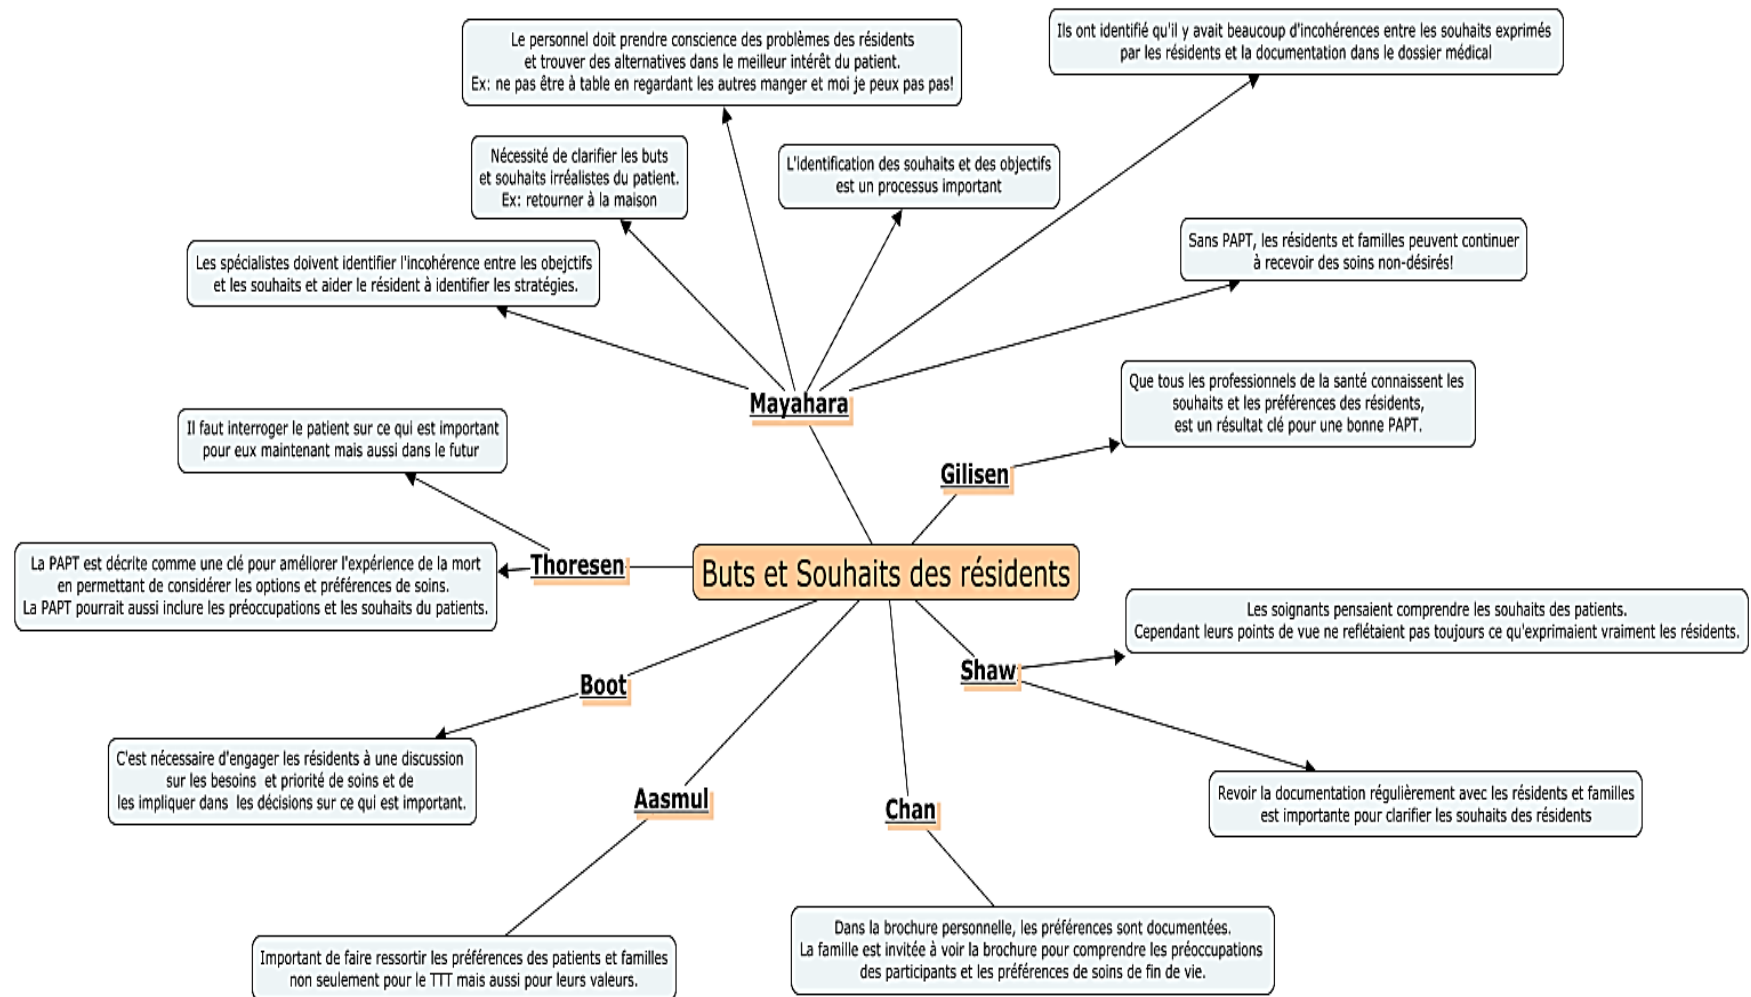 Le personnel doit prendre conscience des problèmes des résidents
et trouver des alternatives dans le meilleur intérêt du patient.
Ex: ne pas être à table en regardant les autres manger et moi je peux pas pas!
Ils ont identifié qu'il y avait beaucoup d'incohérences entre les souhaits exprimés
par les résidents et la documentation dans le dossier médical
Nécessité de clarifier les buts
et souhaits irréalistes du patient.
Ex: retourner à la maison
L'identification des souhaits et des objectifs
est un processus important
Les spécialistes doivent identifier l'incohérence entre les obejctifs
et les souhaits et aider le résident à identifier les stratégies.
Sans PAPT, les résidents et familles peuvent continuer
à recevoir des soins non-désirés!
Mayahara
Que tous les professionnels de la santé connaissent les
souhaits et les préférences des résidents,
est un résultat clé pour une bonne PAPT.
Gilisen
Il faut interroger le patient sur ce qui est important
pour eux maintenant mais aussi dans le futur
Thoresen
La PAPT est décrite comme une clé pour améliorer l'expérience de la mort
en permettant de considérer les options et préférences de soins.
La PAPT pourrait aussi inclure les préoccupations et les souhaits du patients.
Buts et Souhaits des résidents
Les soignants pensaient comprendre les souhaits des patients.
Cependant leurs points de vue ne reflétaient pas toujours ce qu'exprimaient vraiment les résidents.
Shaw
Boot
C'est nécessaire d'engager les résidents à une discussion
sur les besoins et priorité de soins et de
les impliquer dans les décisions sur ce qui est important.
Aasmul
Chan
Revoir la documentation régulièrement avec les résidents et familles
est importante pour clarifier les souhaits des résidents
Important de faire ressortir les préférences des patients et familles
non seulement pour le TTT mais aussi pour leurs valeurs.
Dans la brochure personnelle, les préférences sont documentées.
La famille est invitée à voir la brochure pour comprendre les préoccupations
des participants et les préférences de soins de fin de vie.